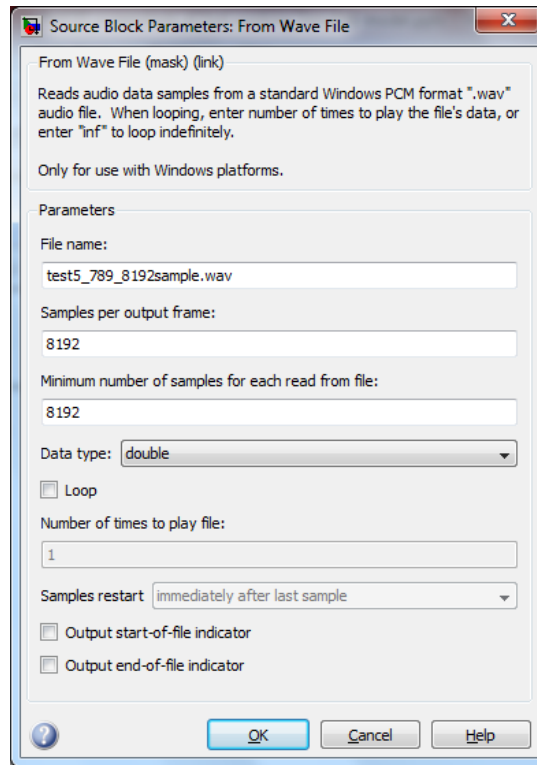 Source Block Parameters: From Wave File
From Wave File (mask) (link)
Reads audio data samples from a standard Windows PCM format ".wav"
audio file.  When looping, enter number of times to play the file's data, or
enter "inf" to loop indefinitely.
Only for use with Windows platforms.
Parameters
File name:
test5_789_8192sample.wav
Samples per output frame:
8192
Minimum number of samples for each read from file:
8192
Data type: double
Loop
Number of times to play file:
1
Samples restart immediately after last sample
Output start-of-file indicator
Output end-of-file indicator
? OK Cancel Help